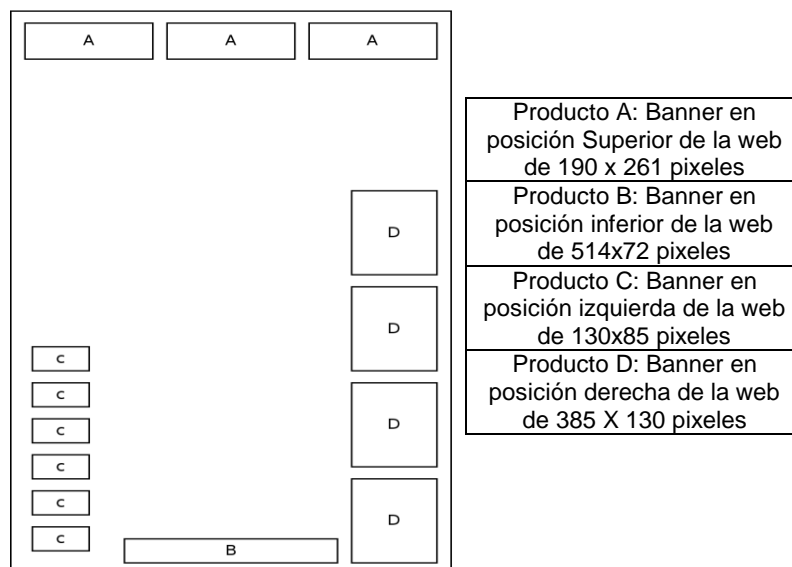 A A A
D
D
C
C
D
C
C
C
D
C
B
Producto A: Banner en
posición Superior de la web
de 190 x 261 pixeles
Producto B: Banner en
posición inferior de la web
de 514x72 pixeles
Producto C: Banner en
posición izquierda de la web
de 130x85 pixeles
Producto D: Banner en
posición derecha de la web
de 385 X 130 pixeles